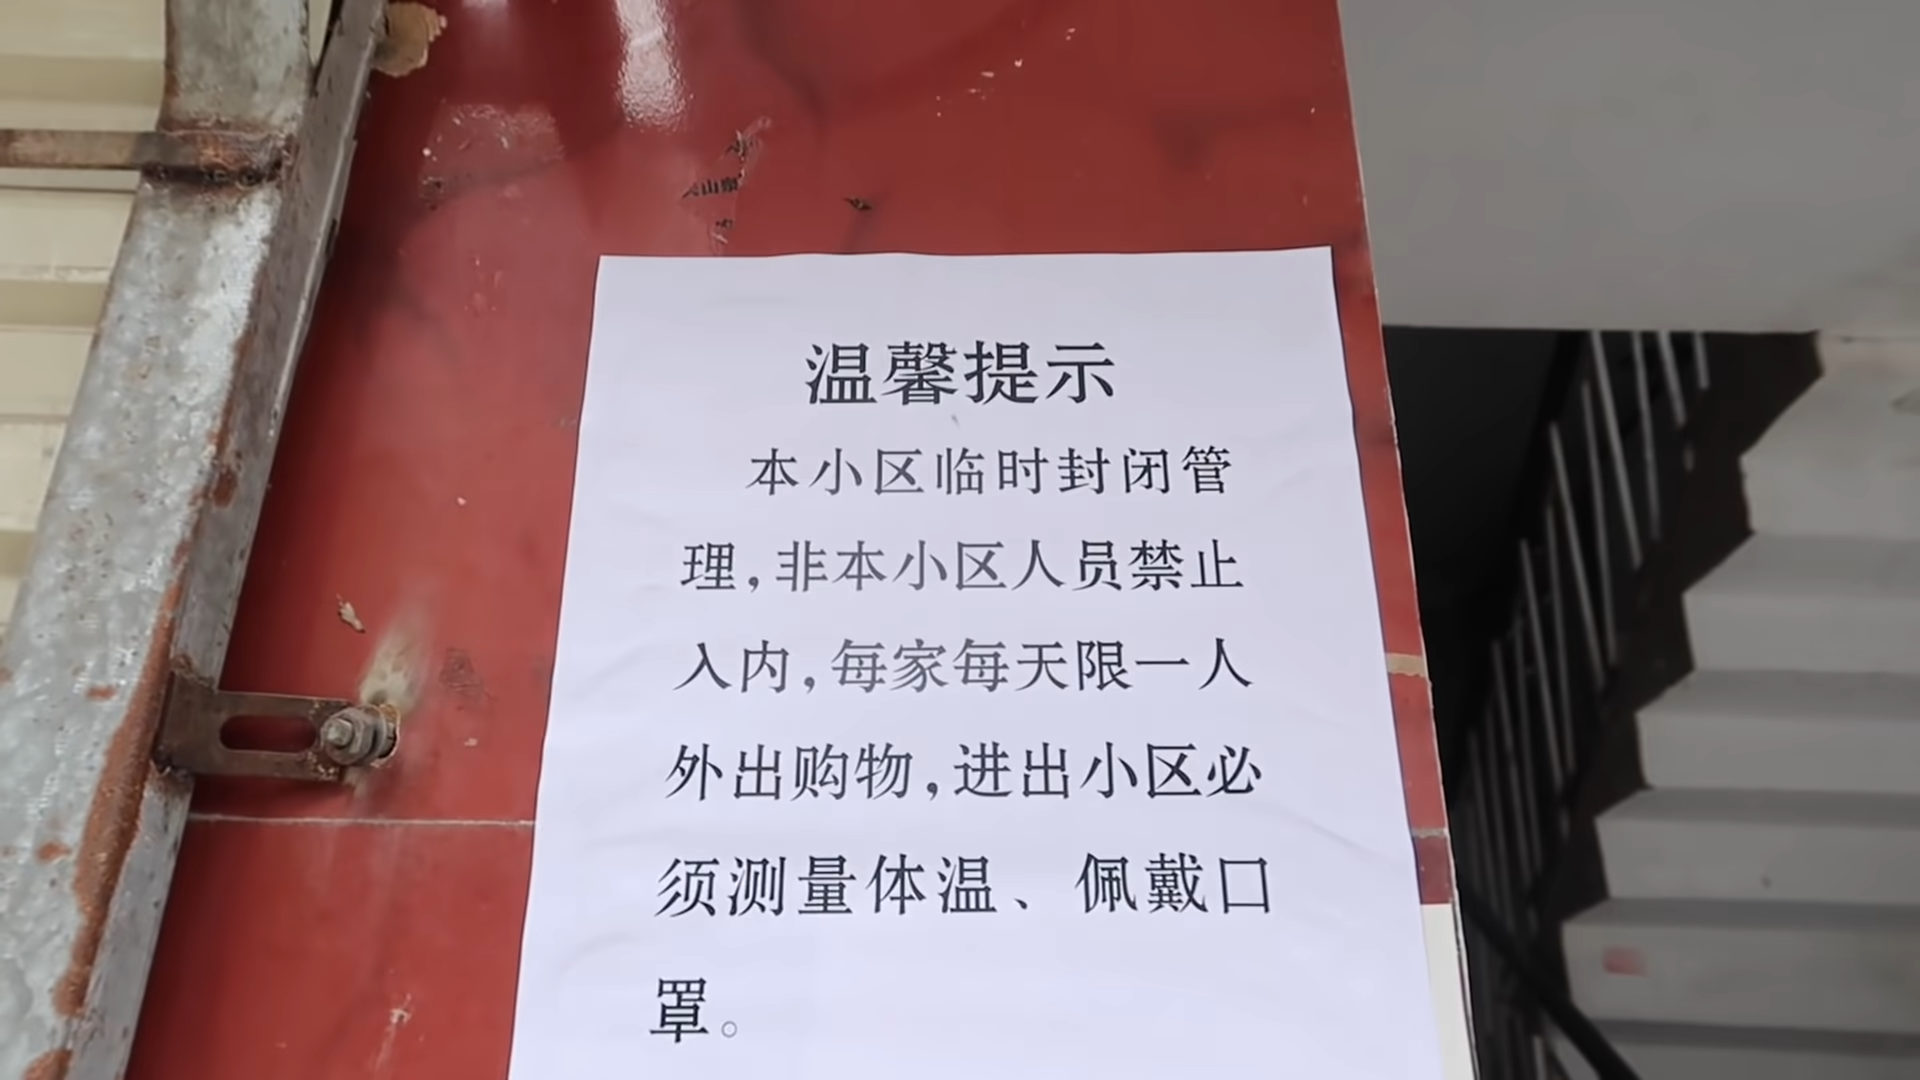 温馨提示
本小区临时封闭管
理,非本小区人员禁止
入内,每家每天限一人
外出购物,进出小区必
须测量体温、佩戴口
罩。